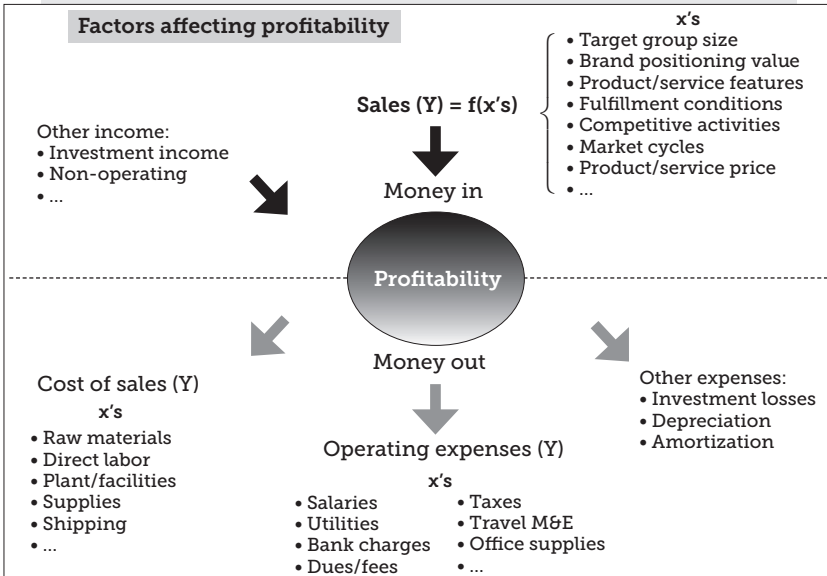 Factors affecting profitability
x's
• Target group size
• Brand positioning value
• Product/service features
• Fulfillment conditions
• Competitive activities
• Market cycles
• Product/service price
• ...
Sales (Y) = f(x's)
Other income:
• Investment income
• Non-operating
• ...
Money in
Profitability
Money out
Cost of sales (Y)
x's
• Raw materials
• Direct labor
• Plant/facilities
• Supplies
• Shipping
• ...
Operating expenses (Y)
x's
• Salaries
• Utilities
• Bank charges
• Dues/fees
• Taxes
• Travel M&E
• Office supplies
• ...
Other expenses:
• Investment losses
• Depreciation
• Amortization